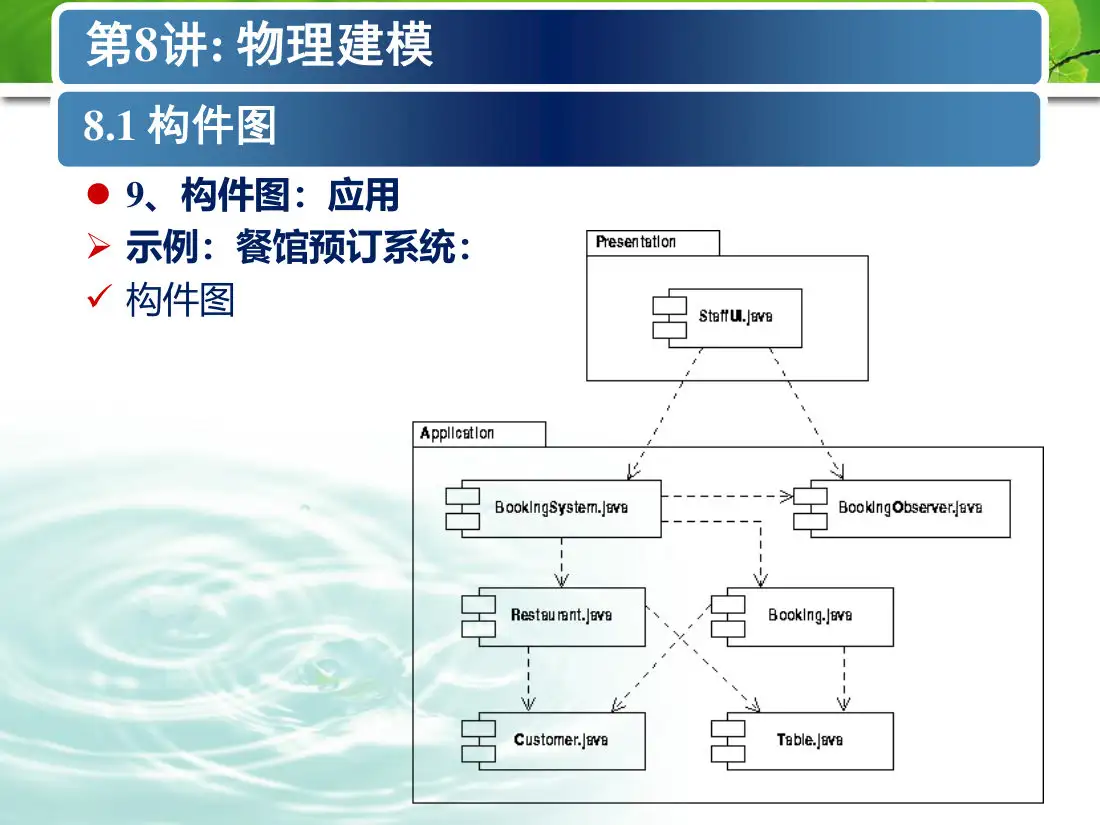 第8讲: 物理建模
8.1 构件图
9、构件图：应用
示例：餐馆预订系统：
构件图
Presentation
StaffUI.java
Application
BookingSystem.java
BookingObserver.java
Restaurant.java
Booking.java
Customer.java
Table.java